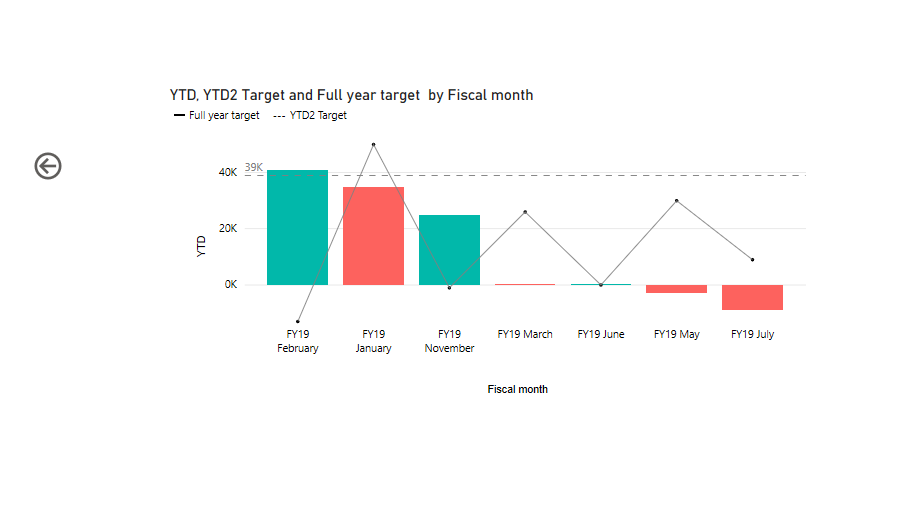 YTD, YTD2 Target and Full year target by Fiscal month
Full year target
YTD2 Target
39K
40K
20K
0K
YTD
FY19 February
FY19 January
FY19 November
FY19 March
FY19 June
FY19 May
FY19 July
Fiscal month